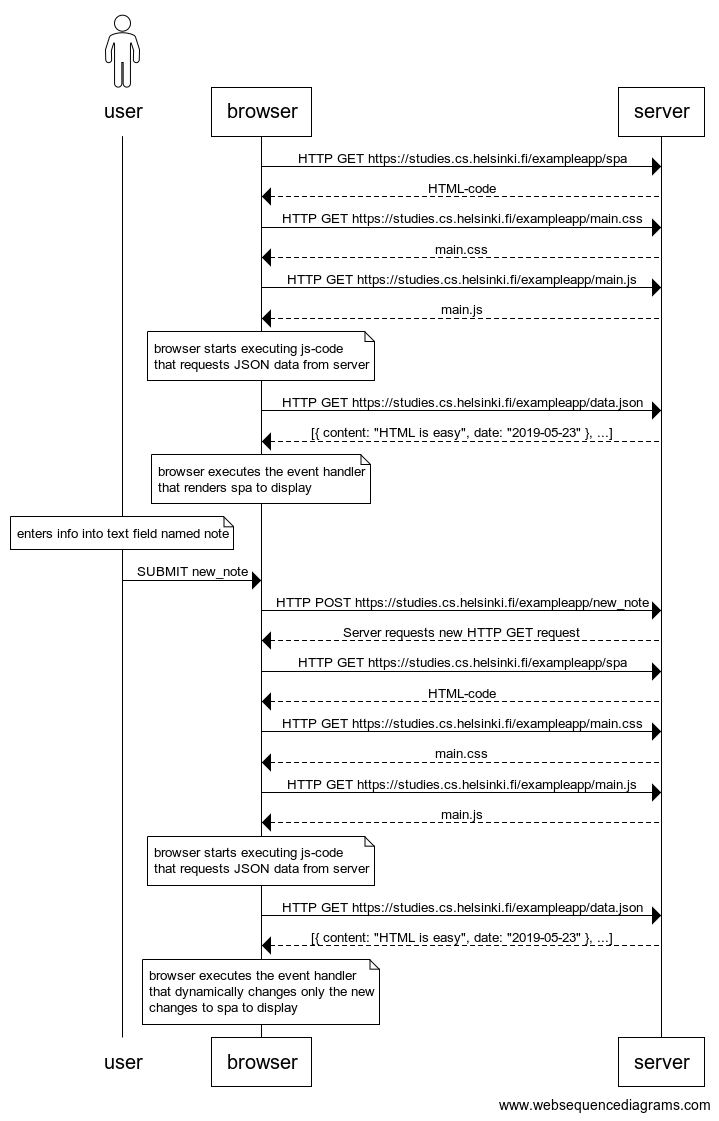 user
browser
server
HTTP GET https://studies.cs.helsinki.fi/exampleapp/spa
HTML-code
HTTP GET https://studies.cs.helsinki.fi/exampleapp/main.css
main.css
HTTP GET https://studies.cs.helsinki.fi/exampleapp/main.js
main.js
browser starts executing js-code
that requests JSON data from server
HTTP GET https://studies.cs.helsinki.fi/exampleapp/data.json
[{ content: "HTML is easy", date: "2019-05-23" }, ...]
browser executes the event handler
that renders spa to display
enters info into text field named note
SUBMIT new_note
HTTP POST https://studies.cs.helsinki.fi/exampleapp/new_note
Server requests new HTTP GET request
HTTP GET https://studies.cs.helsinki.fi/exampleapp/spa
HTML-code
HTTP GET https://studies.cs.helsinki.fi/exampleapp/main.css
main.css
HTTP GET https://studies.cs.helsinki.fi/exampleapp/main.js
main.js
browser starts executing js-code
that requests JSON data from server
HTTP GET https://studies.cs.helsinki.fi/exampleapp/data.json
[{ content: "HTML is easy", date: "2019-05-23" }, ...]
browser executes the event handler
that dynamically changes only the new
changes to spa to display
user
browser
server
www.websequencediagrams.com